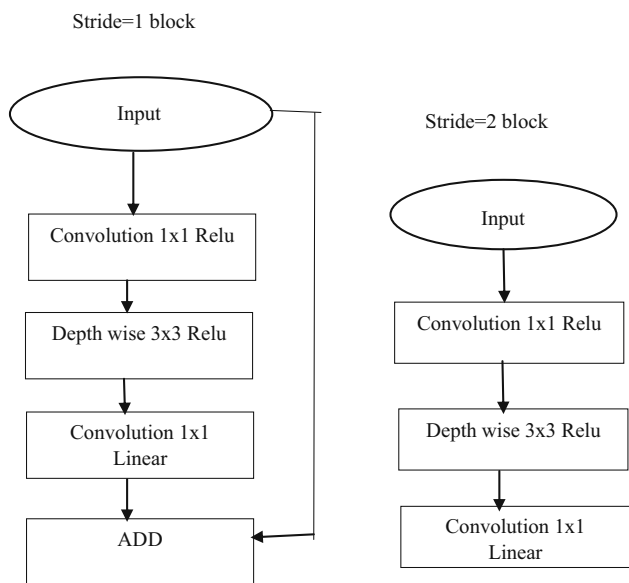 Stride=1 block
Input
Convolution 1x1 Relu
Depth wise 3x3 Relu
Convolution 1x1
Linear
ADD
Stride=2 block
Input
Convolution 1x1 Relu
Depth wise 3x3 Relu
Convolution 1x1
Linear